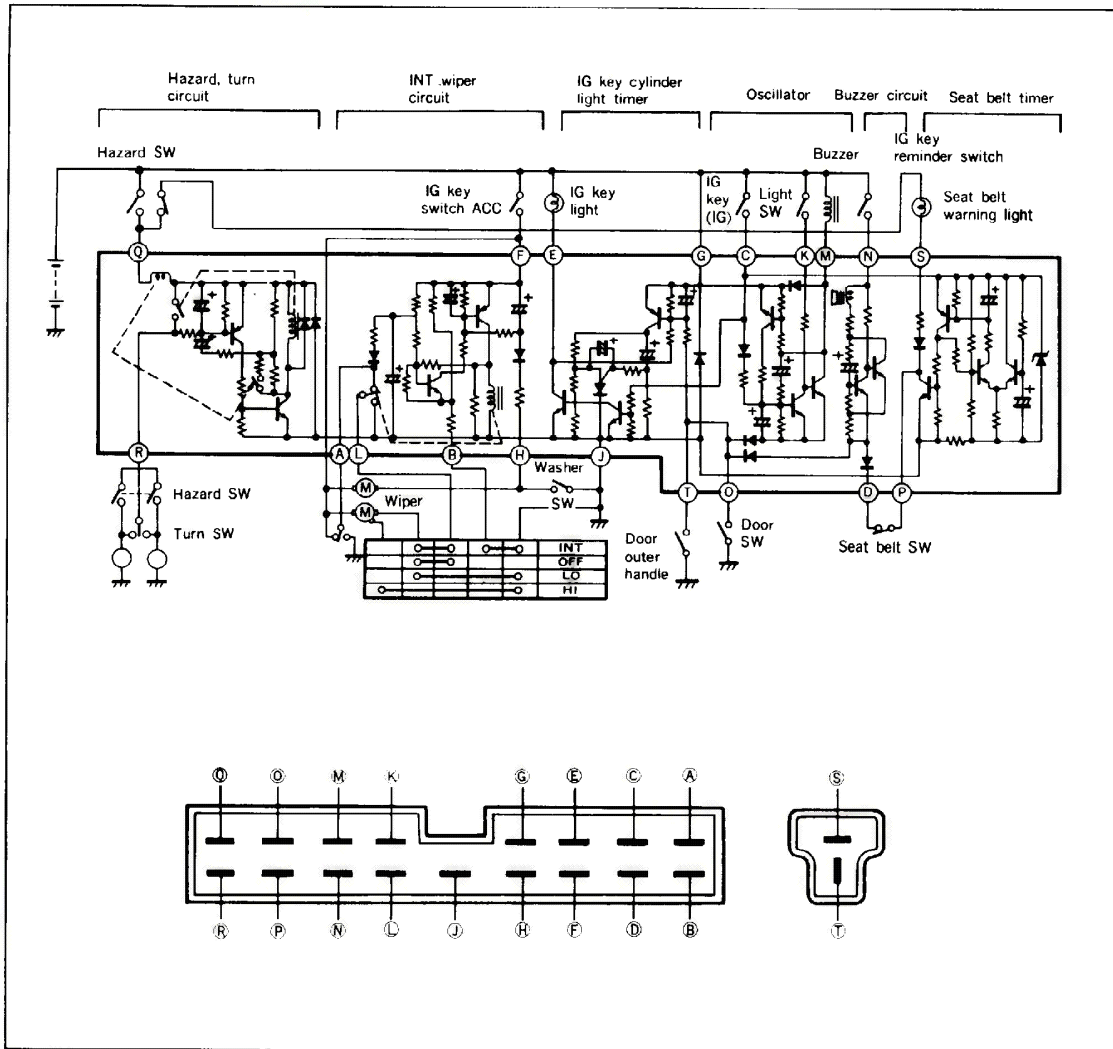 Hazard, turn
circuit
INT .wiper
circuit
IG key cylinder
light timer
Oscillator
Buzzer circuit
Seat belt timer
Hazard SW
IG key
switch ACC
IG key
light
IG
key
(IG)
Light
SW
Buzzer
IG key
reminder switch
Seat belt
warning light
Q
F
E
G
C
K
M
N
S
R
A
L
B
H
J
T
O
D
P
Hazard SW
Turn SW
M
M
Wiper
Washer
SW
INT
OFF
LO
HI
Door
outer
handle
Door
SW
Seat belt SW
Q O M K G E C A
S
R P N L J H F D B
T